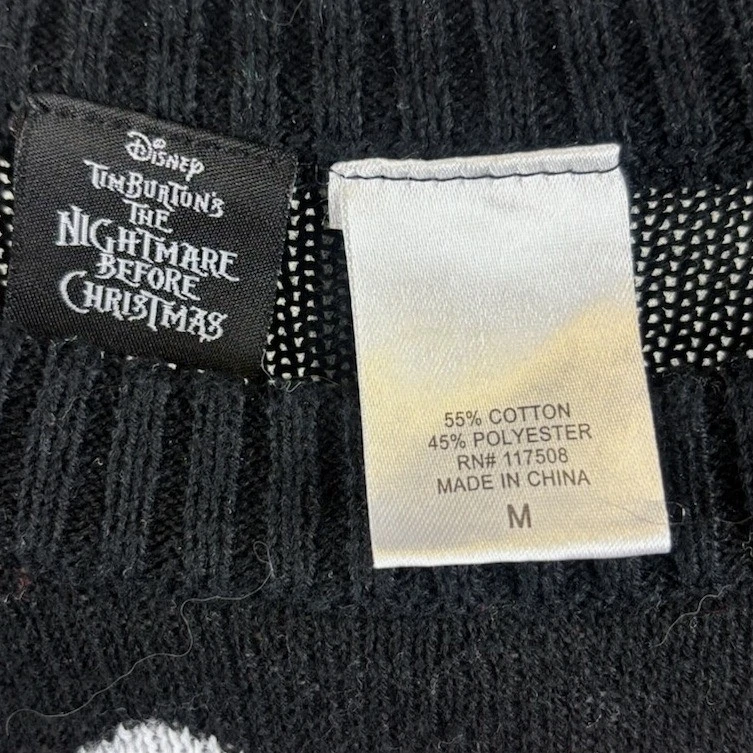 Disney
Tim Burton's
The
Nightmare
Before
Christmas
55% COTTON
45% POLYESTER
RN# 117508
MADE IN CHINA
M